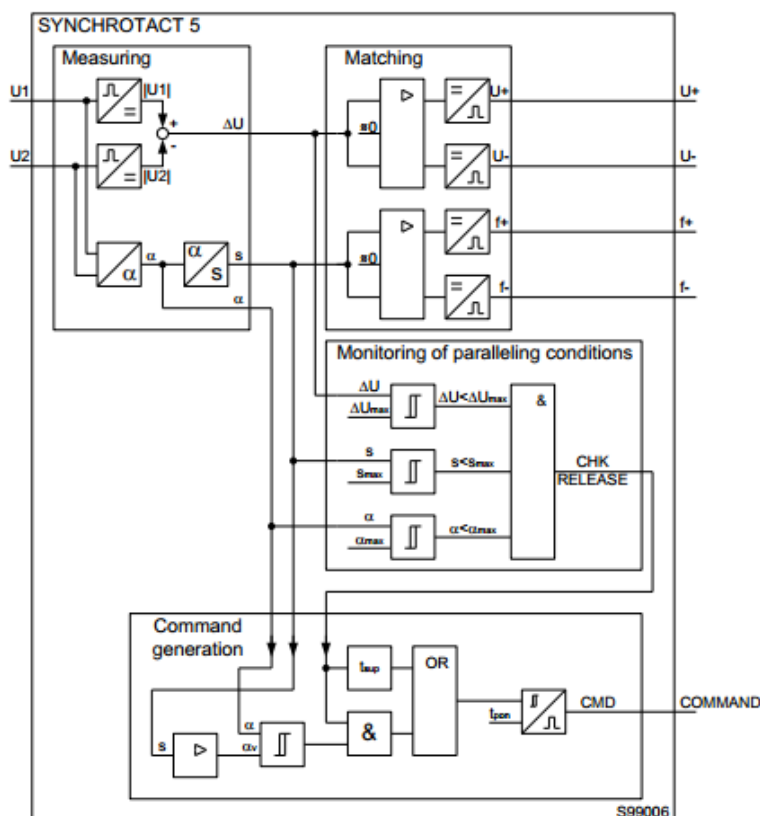 SYNCHROTACT 5
Measuring
Matching
U1
|U1|
U+
U+
+
ΔU
≠0
-
U2
|U2|
U-
U-
f+
f+
α
α
S
s
≠0
α
α
f-
f-
Monitoring of paralleling conditions
ΔU
ΔUmax
ΔU<ΔUmax
&
s
smax
s<smax
CHK
RELEASE
α
αmax
α<αmax
Command
generation
tsup
OR
CMD
COMMAND
tpon
α
s
αv
&
S99006